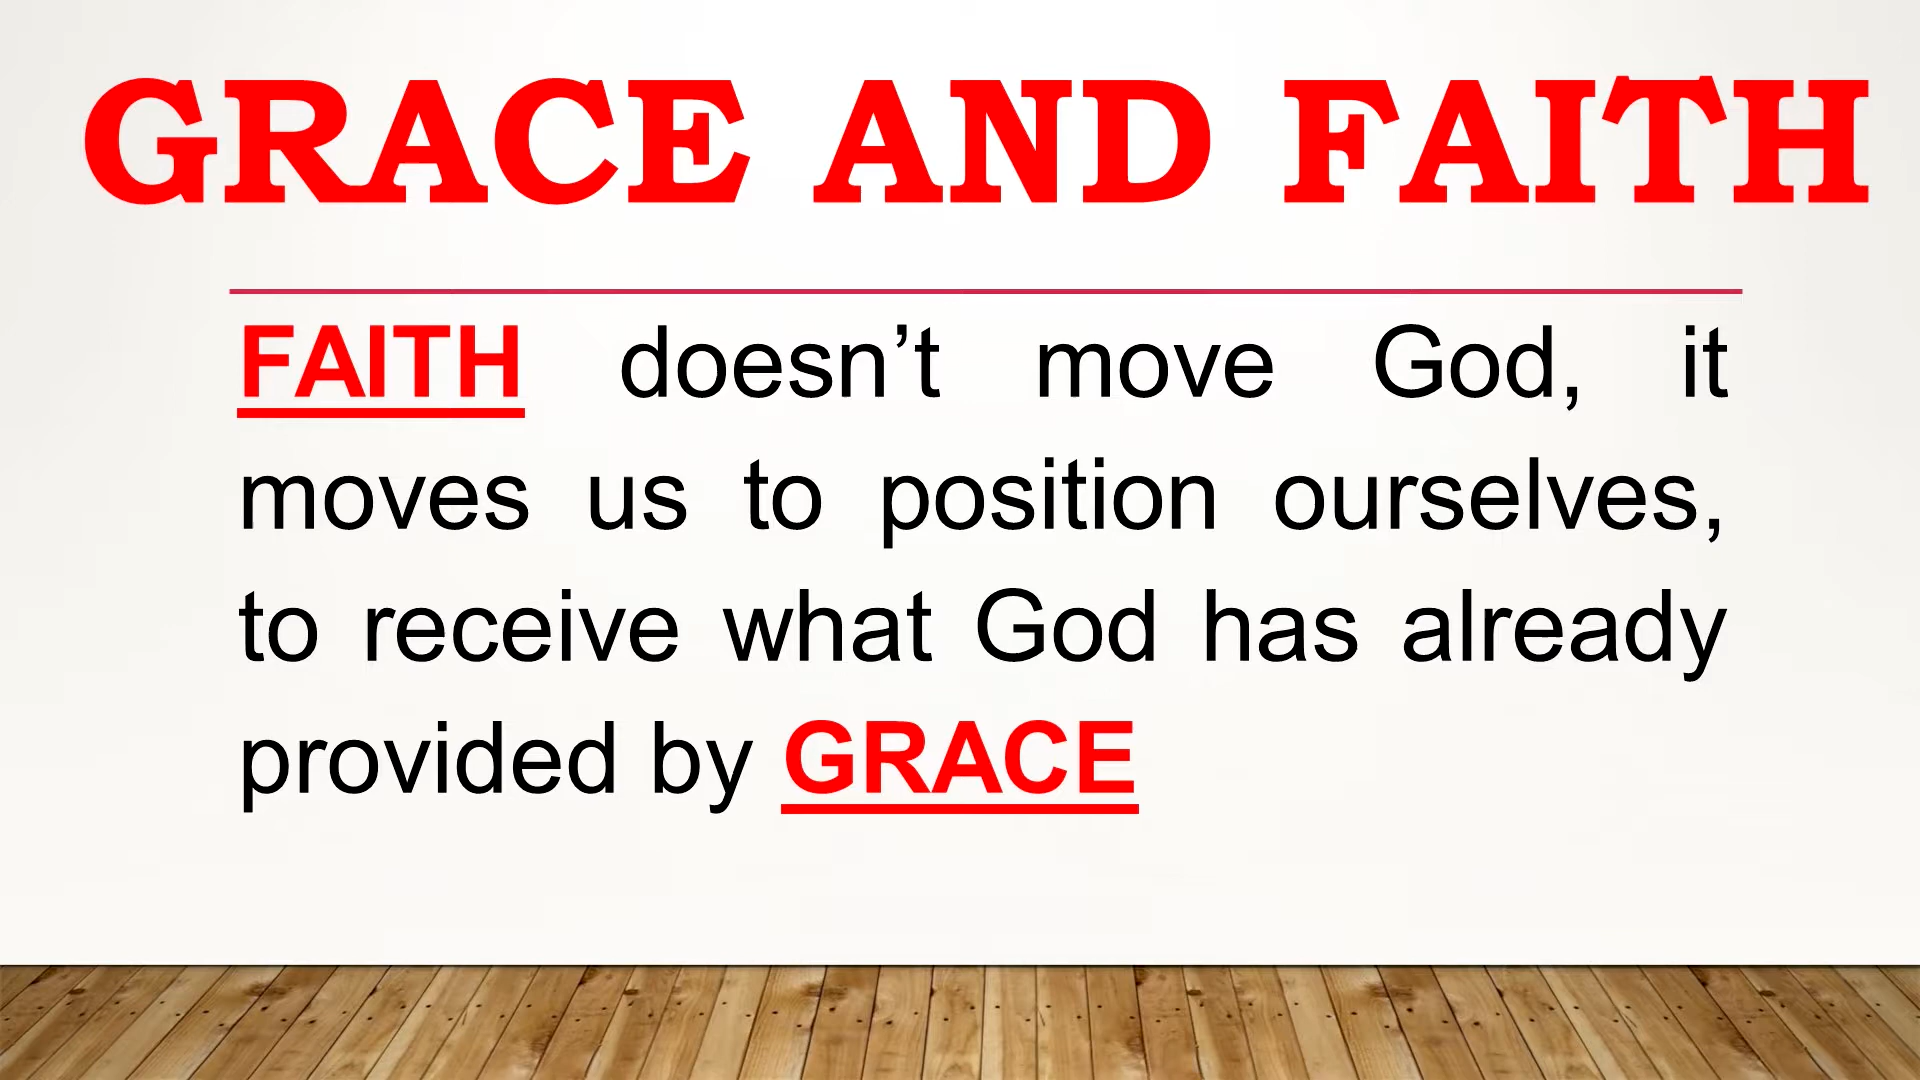 GRACE AND FAITH
FAITH doesn’t move God, it
moves us to position ourselves,
to receive what God has already
provided by GRACE